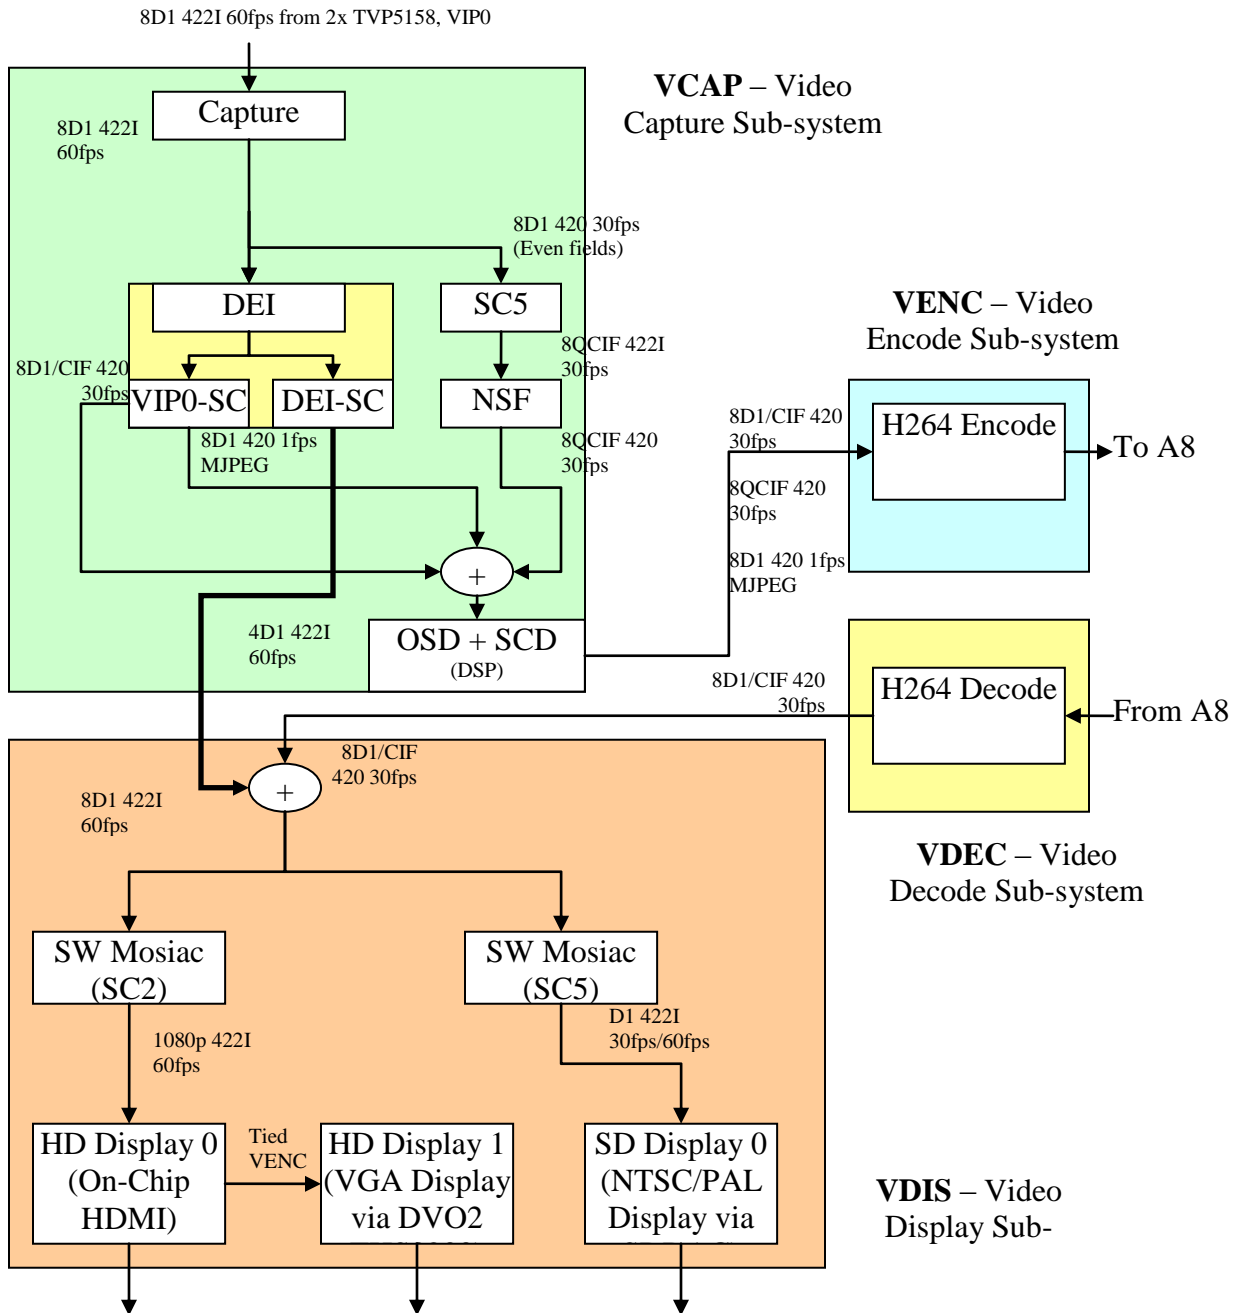 8D1 422I 60fps from 2x TVP5158, VIP0
VCAP – Video
Capture Sub-system
Capture
8D1 422I
60fps
8D1 420 30fps
(Even fields)
DEI
SC5
VENC – Video
Encode Sub-system
8D1/CIF 420
30fps
8QCIF 422I
30fps
VIP0-SC
DEI-SC
NSF
8D1 420 1fps
MJPEG
8QCIF 420
30fps
8D1/CIF 420
30fps
H264 Encode
To A8
8QCIF 420
30fps
8D1 420 1fps
MJPEG
+
4D1 422I
60fps
OSD + SCD
(DSP)
8D1/CIF 420
30fps
H264 Decode
From A8
8D1/CIF
420 30fps
+
8D1 422I
60fps
VDEC – Video
Decode Sub-system
SW Mosiac
(SC2)
SW Mosiac
(SC5)
1080p 422I
60fps
D1 422I
30fps/60fps
HD Display 0
(On-Chip
HDMI)
Tied
VENC
HD Display 1
(VGA Display
via DVO2
SD Display 0
(NTSC/PAL
Display via
VDIS – Video
Display Sub-